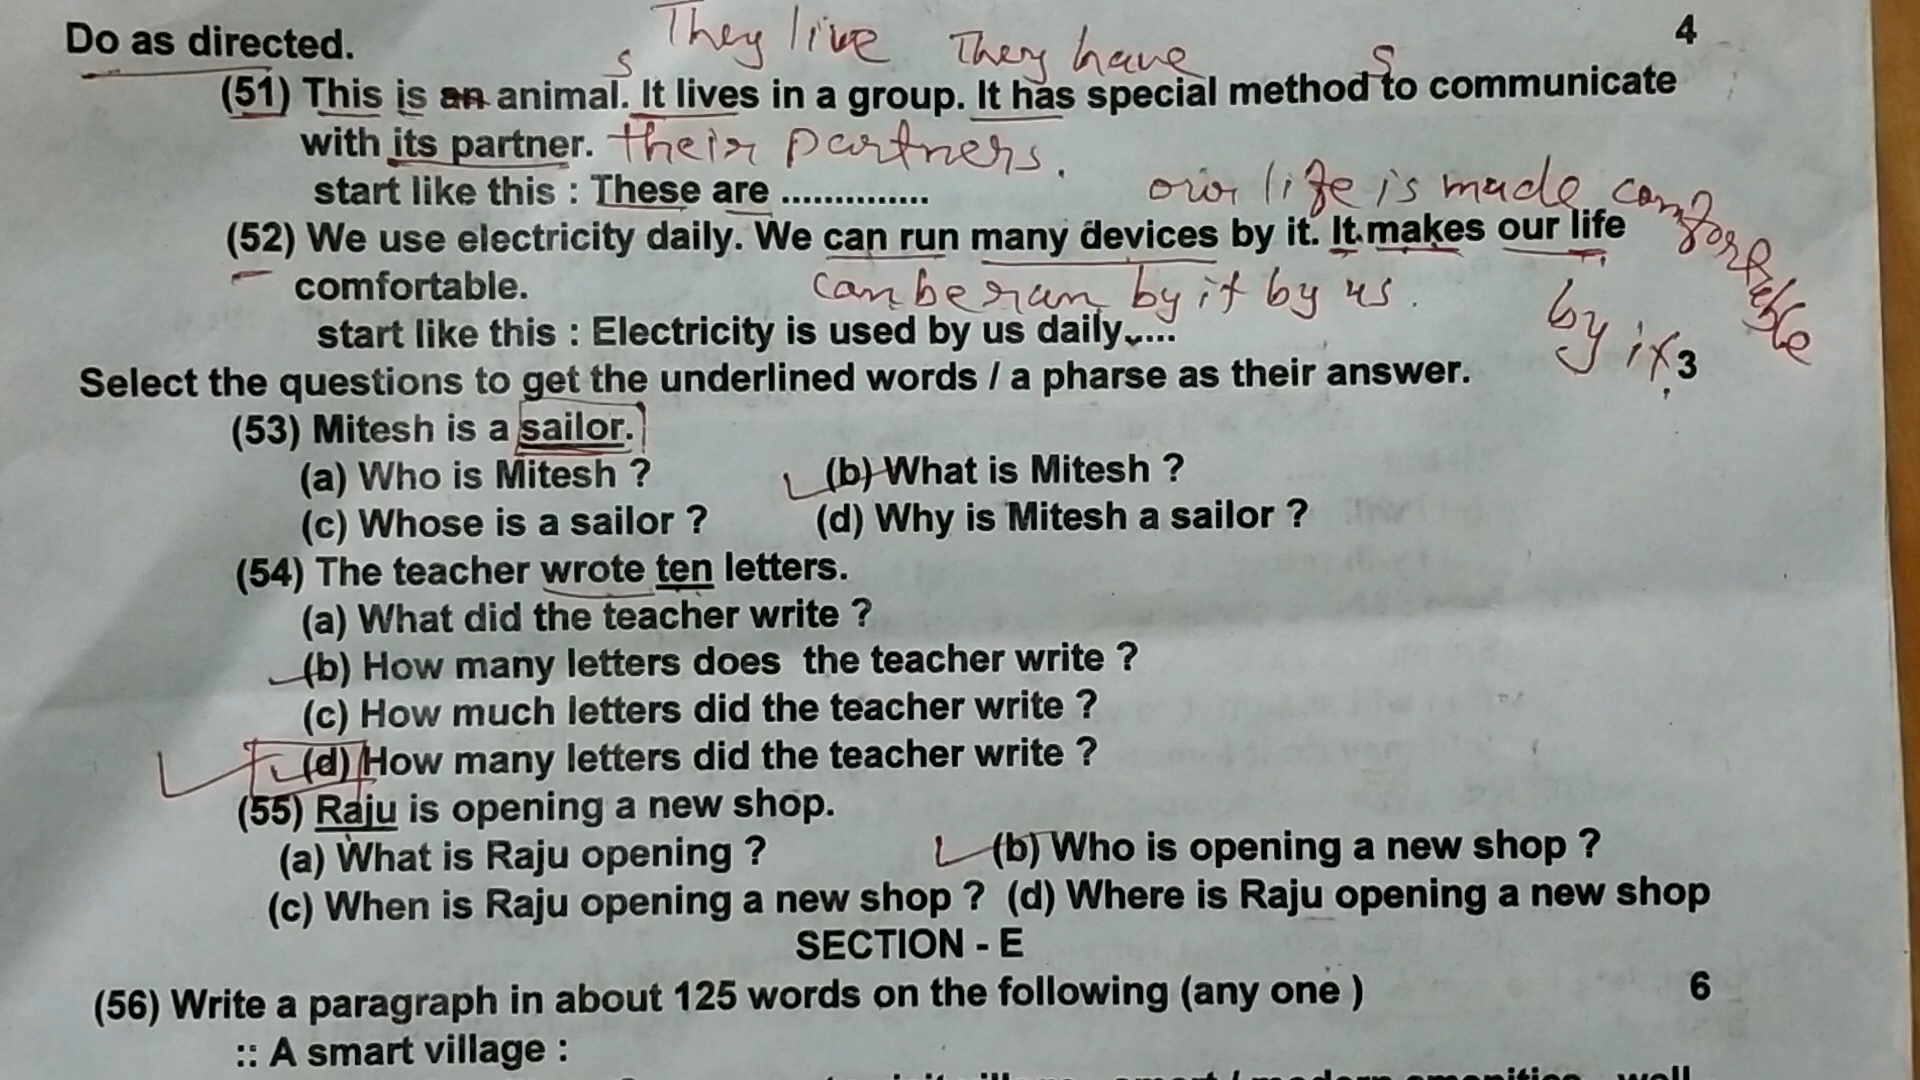 They live They have
Do as directed. 4
s s
(51) This is an animal. It lives in a group. It has special method to communicate
with its partner. their partners.
start like this : These are ..............
our life is made comfortable
(52) We use electricity daily. We can run many devices by it. It makes our life
comfortable. can be run by it by us.
by it
start like this : Electricity is used by us daily.....
Select the questions to get the underlined words / a pharse as their answer. 3
(53) Mitesh is a sailor.
(a) Who is Mitesh ? (b) What is Mitesh ?
(c) Whose is a sailor ? (d) Why is Mitesh a sailor ?
(54) The teacher wrote ten letters.
(a) What did the teacher write ?
(b) How many letters does the teacher write ?
(c) How much letters did the teacher write ?
(d) How many letters did the teacher write ?
(55) Raju is opening a new shop.
(a) What is Raju opening ? (b) Who is opening a new shop ?
(c) When is Raju opening a new shop ? (d) Where is Raju opening a new shop
SECTION - E
(56) Write a paragraph in about 125 words on the following (any one ) 6
:: A smart village :